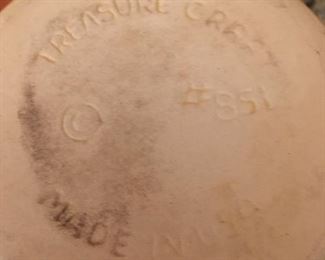 TREASURE CRAFT
©
#851
MADE IN U.S.A.